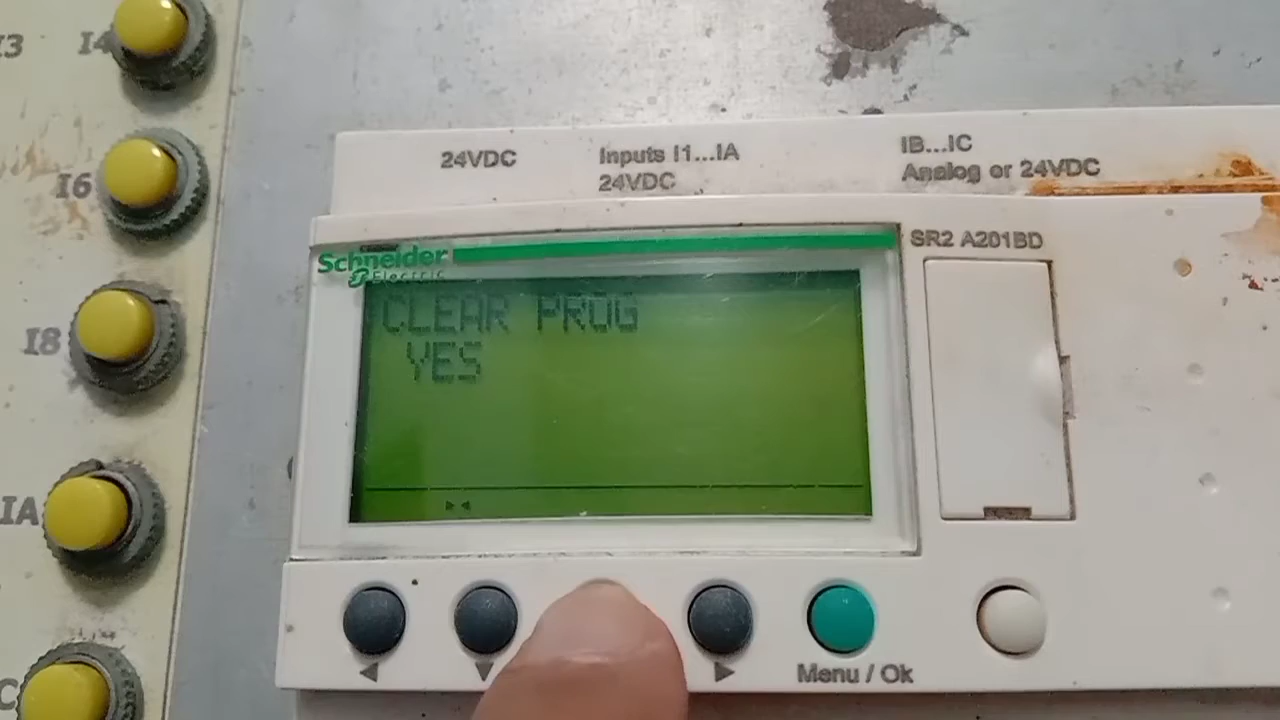 I3 I4
I6
I8
IA
C
24VDC
Inputs I1...IA
24VDC
IB...IC
Analog or 24VDC
Schneider
Electric
SR2 A201BD
CLEAR PROG
YES
Menu / Ok